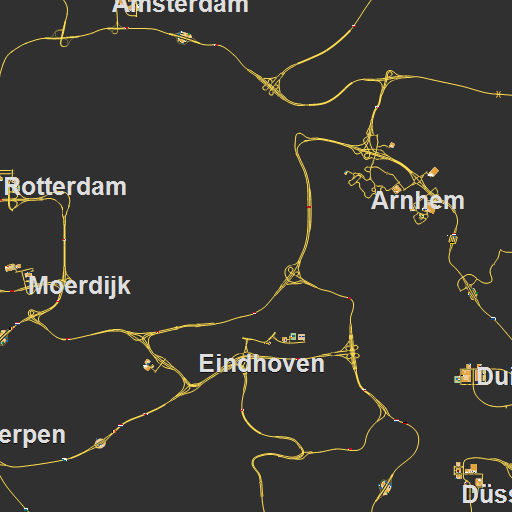 Amsterdam
Rotterdam
Arnhem
Moerdijk
Eindhoven
Dui
erpen
Düss